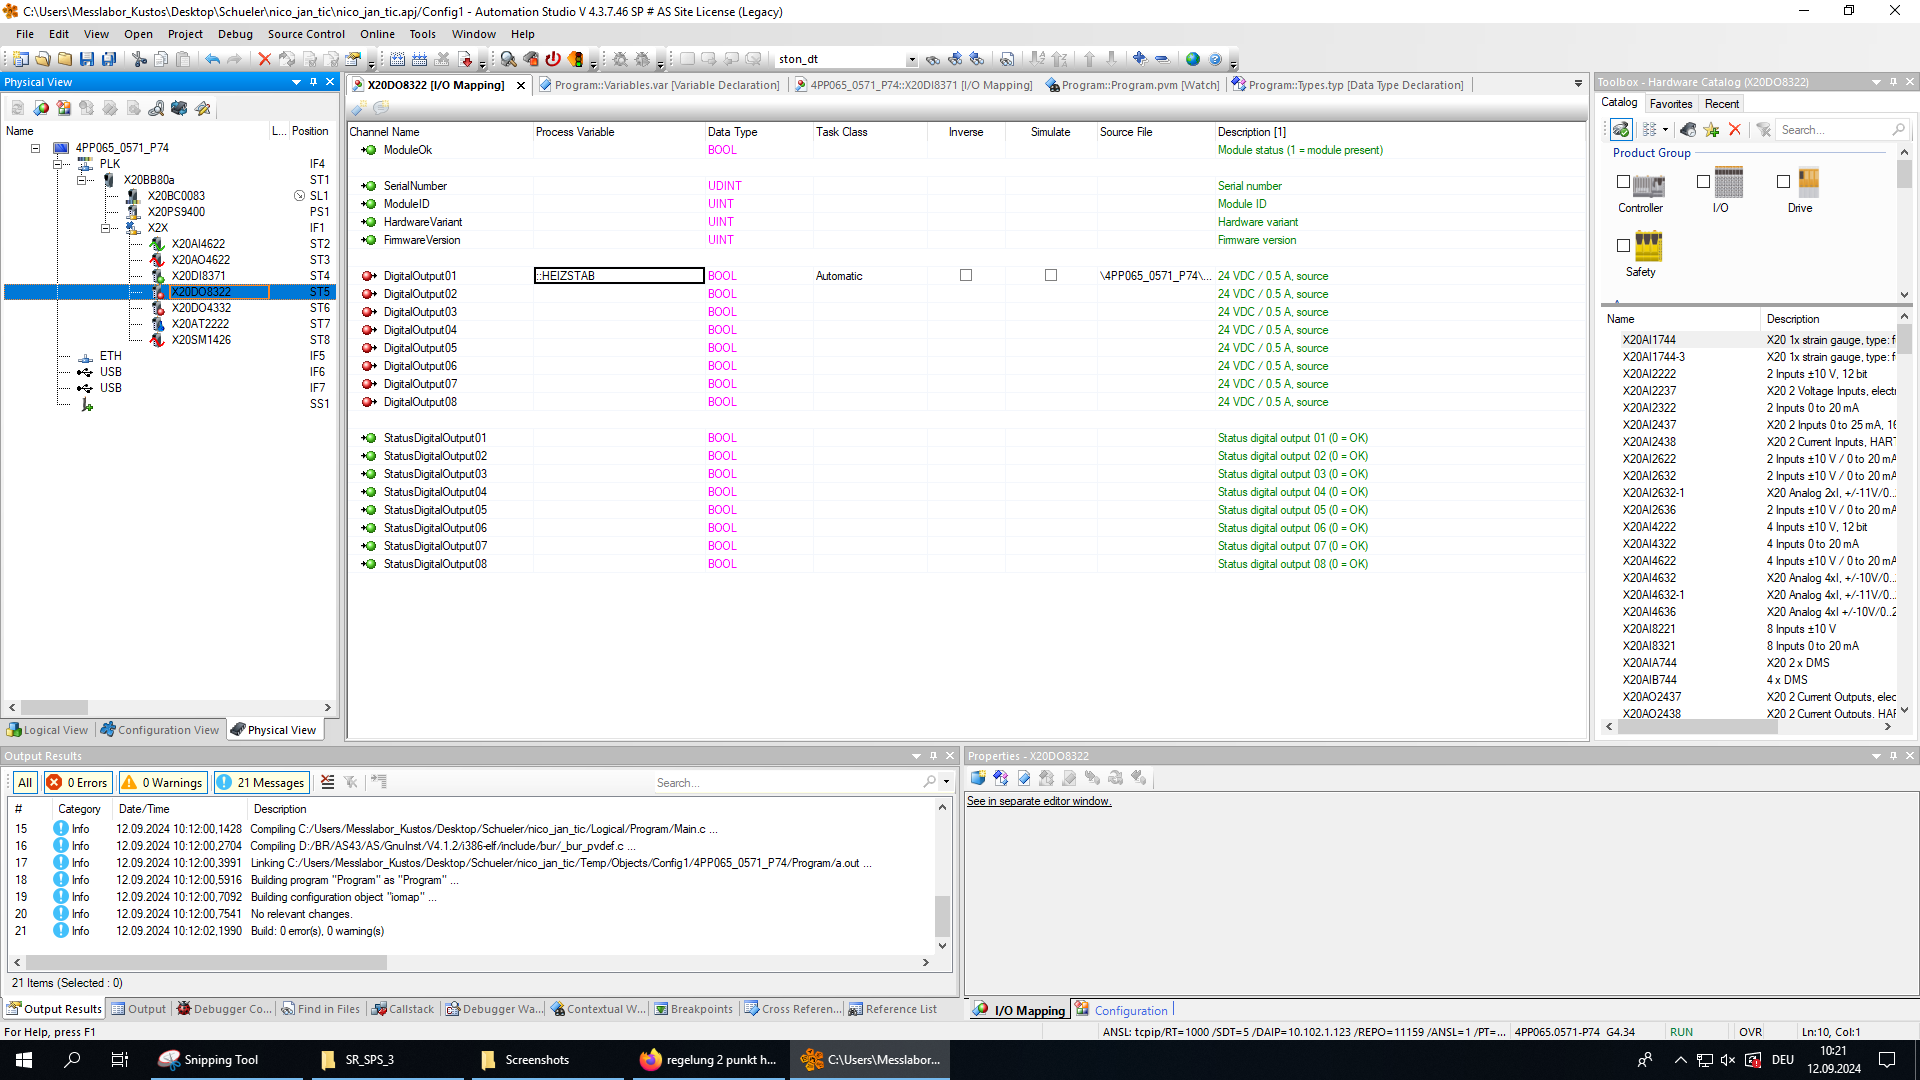 C:\Users\Messlabor_Kustos\Desktop\Schueler\nico_jan_tic\nico_jan_tic.apj/Config1 - Automation Studio V 4.3.7.46 SP # AS Site License (Legacy)
File Edit View Open Project Debug Source Control Online Tools Window Help
ston_dt
Physical View
Name L... Position
4PP065_0571_P74
PLK IF4
X20BB80a ST1
X20BC0083 SL1
X20PS9400 PS1
X2X IF1
X20AI4622 ST2
X20AO4622 ST3
X20DI8371 ST4
X20DO8322 ST5
X20DO4332 ST6
X20AT2222 ST7
X20SM1426 ST8
ETH IF5
USB IF6
USB IF7
SS1
Logical View Configuration View Physical View
X20DO8322 [I/O Mapping] Program::Variables.var [Variable Declaration] 4PP065_0571_P74::X20DI8371 [I/O Mapping] Program::Program.pvm [Watch] Program::Types.typ [Data Type Declaration]
Channel Name Process Variable Data Type Task Class Inverse Simulate Source File Description [1]
ModuleOk BOOL Module status (1 = module present)
SerialNumber UDINT Serial number
ModuleID UINT Module ID
HardwareVariant UINT Hardware variant
FirmwareVersion UINT Firmware version
DigitalOutput01 ::HEIZSTAB BOOL Automatic \4PP065_0571_P74\... 24 VDC / 0.5 A, source
DigitalOutput02 BOOL 24 VDC / 0.5 A, source
DigitalOutput03 BOOL 24 VDC / 0.5 A, source
DigitalOutput04 BOOL 24 VDC / 0.5 A, source
DigitalOutput05 BOOL 24 VDC / 0.5 A, source
DigitalOutput06 BOOL 24 VDC / 0.5 A, source
DigitalOutput07 BOOL 24 VDC / 0.5 A, source
DigitalOutput08 BOOL 24 VDC / 0.5 A, source
StatusDigitalOutput01 BOOL Status digital output 01 (0 = OK)
StatusDigitalOutput02 BOOL Status digital output 02 (0 = OK)
StatusDigitalOutput03 BOOL Status digital output 03 (0 = OK)
StatusDigitalOutput04 BOOL Status digital output 04 (0 = OK)
StatusDigitalOutput05 BOOL Status digital output 05 (0 = OK)
StatusDigitalOutput06 BOOL Status digital output 06 (0 = OK)
StatusDigitalOutput07 BOOL Status digital output 07 (0 = OK)
StatusDigitalOutput08 BOOL Status digital output 08 (0 = OK)
Toolbox - Hardware Catalog (X20DO8322)
Catalog Favorites Recent
Search...
Product Group
Controller I/O Drive
Safety
Name Description
X20AI1744 X20 1x strain gauge, type: f
X20AI1744-3 X20 1x strain gauge, type: f
X20AI2222 2 Inputs ±10 V, 12 bit
X20AI2237 X20 2 Voltage Inputs, electr
X20AI2322 2 Inputs 0 to 20 mA
X20AI2437 X20 2 Inputs 0 to 25 mA, 16
X20AI2438 X20 2 Current Inputs, HART
X20AI2622 2 Inputs ±10 V / 0 to 20 mA
X20AI2632 2 Inputs ±10 V / 0 to 20 mA
X20AI2632-1 X20 Analog 2xI, +/-11V/0..
X20AI2636 2 Inputs ±10 V / 0 to 20 mA
X20AI4222 4 Inputs ±10 V, 12 bit
X20AI4322 4 Inputs 0 to 20 mA
X20AI4622 4 Inputs ±10 V / 0 to 20 mA
X20AI4632 X20 Analog 4xI, +/-10V/0..
X20AI4632-1 X20 Analog 4xI, +/-11V/0..
X20AI4636 X20 Analog 4xI +/-10V/0..2
X20AI8221 8 Inputs ±10 V
X20AI8321 8 Inputs 0 to 20 mA
X20AIA744 X20 2 x DMS
X20AIB744 4 x DMS
X20AO2437 X20 2 Current Outputs, elec
X20AO2438 X20 2 Current Outputs, HAR
Output Results
All 0 Errors 0 Warnings 21 Messages Search...
# Category Date/Time Description
15 Info 12.09.2024 10:12:00,1428 Compiling C:/Users/Messlabor_Kustos/Desktop/Schueler/nico_jan_tic/Logical/Program/Main.c ...
16 Info 12.09.2024 10:12:00,2704 Compiling D:/BR/AS43/AS/GnuInst/V4.1.2/i386-elf/include/bur/_bur_pvdef.c ...
17 Info 12.09.2024 10:12:00,3991 Linking C:/Users/Messlabor_Kustos/Desktop/Schueler/nico_jan_tic/Temp/Objects/Config1/4PP065_0571_P74/Program/a.out ...
18 Info 12.09.2024 10:12:00,5916 Building program "Program" as "Program" ...
19 Info 12.09.2024 10:12:00,7092 Building configuration object "iomap" ...
20 Info 12.09.2024 10:12:00,7541 No relevant changes.
21 Info 12.09.2024 10:12:02,1990 Build: 0 error(s), 0 warning(s)
21 Items (Selected : 0)
Output Results Output Debugger Co... Find in Files Callstack Debugger Wa... Contextual W... Breakpoints Cross Referen... Reference List
Properties - X20DO8322
See in separate editor window.
I/O Mapping Configuration
For Help, press F1 ANSL: tcpip/RT=1000 /SDT=5 /DAIP=10.102.1.123 /REPO=11159 /ANSL=1 /PT=... 4PP065.0571-P74 G4.34 RUN OVR Ln:10, Col:1
Snipping Tool SR_SPS_3 Screenshots regelung 2 punkt h... C:\Users\Messlabor... DEU 10:21
12.09.2024